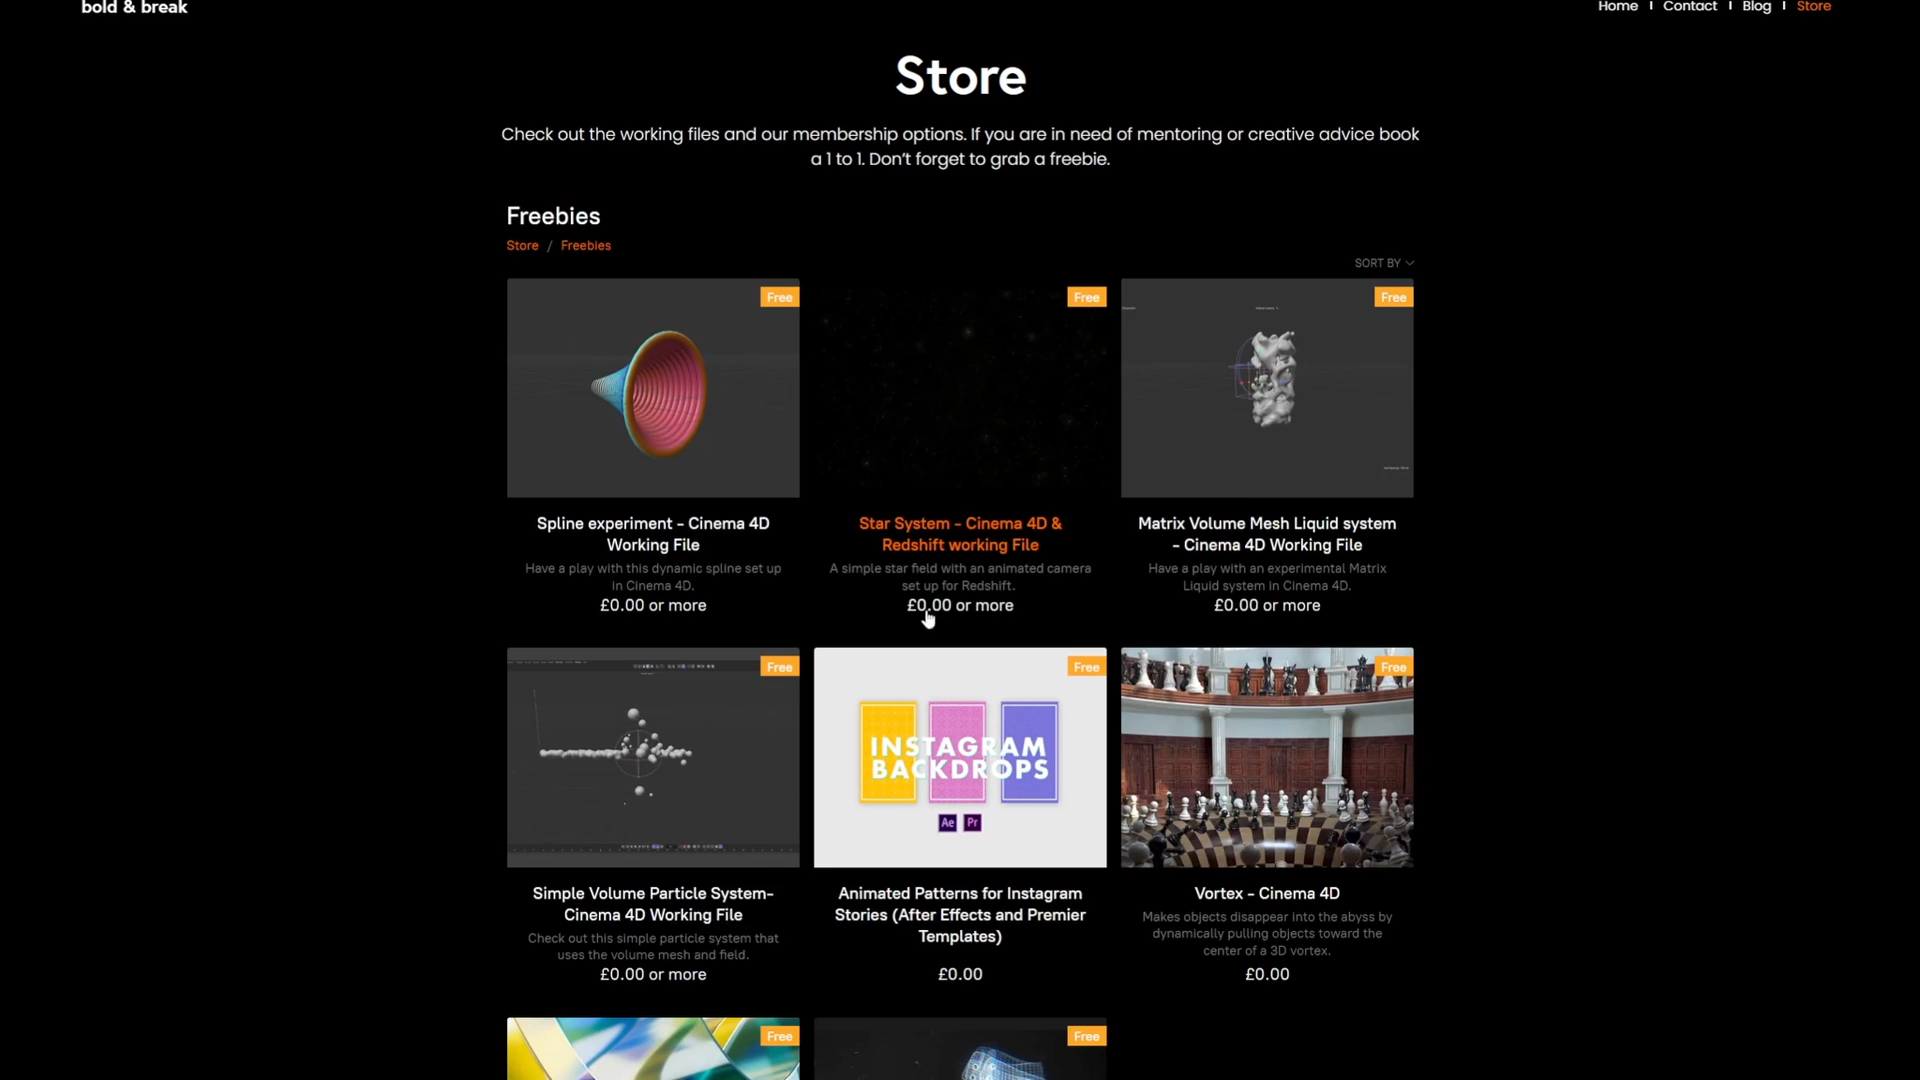 bold & break
Home | Contact | Blog | Store
Store
Check out the working files and our membership options. If you are in need of mentoring or creative advice book
a 1 to 1. Don't forget to grab a freebie.
Freebies
Store / Freebies
SORT BY
Free
Free
Free
Spline experiment - Cinema 4D
Working File
Have a play with this dynamic spline set up
in Cinema 4D.
£0.00 or more
Star System - Cinema 4D &
Redshift working File
A simple star field with an animated camera
set up for Redshift.
£0.00 or more
Matrix Volume Mesh Liquid system
- Cinema 4D Working File
Have a play with an experimental Matrix
Liquid system in Cinema 4D.
£0.00 or more
Free
Free
Free
INSTAGRAM
BACKDROPS
Ae Pr
Simple Volume Particle System-
Cinema 4D Working File
Check out this simple particle system that
uses the volume mesh and field.
£0.00 or more
Animated Patterns for Instagram
Stories (After Effects and Premier
Templates)
£0.00
Vortex - Cinema 4D
Makes objects disappear into the abyss by
dynamically pulling objects toward the
center of a 3D vortex.
£0.00
Free
Free